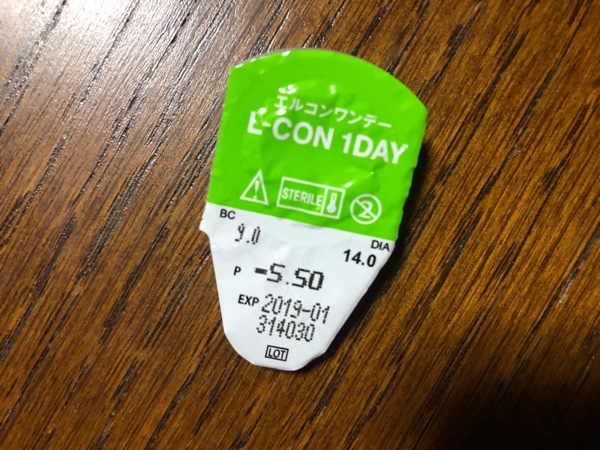 エルコンワンデー
L-CON 1DAY
STERILE
BC
9.0
DIA
14.0
P -5.50
EXP 2019-01
314030
LOT